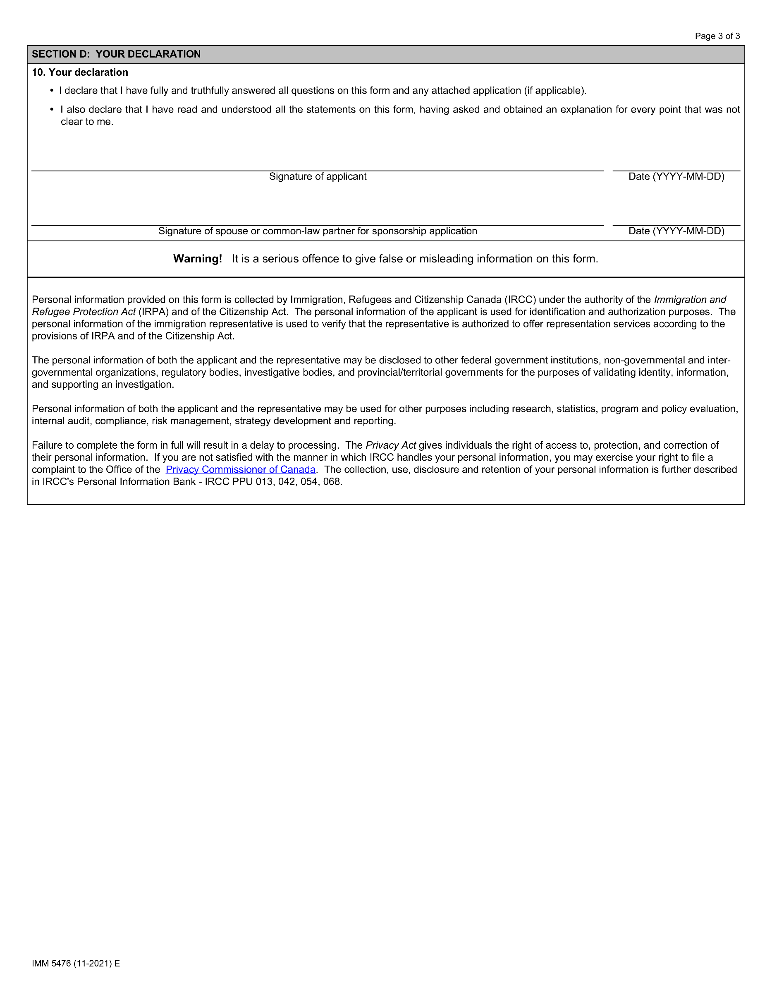 Page 3 of 3
SECTION D:  YOUR DECLARATION
10. Your declaration
• I declare that I have fully and truthfully answered all questions on this form and any attached application (if applicable).
• I also declare that I have read and understood all the statements on this form, having asked and obtained an explanation for every point that was not
clear to me.
Signature of applicant
Date (YYYY-MM-DD)
Signature of spouse or common-law partner for sponsorship application
Date (YYYY-MM-DD)
Warning!   It is a serious offence to give false or misleading information on this form.
Personal information provided on this form is collected by Immigration, Refugees and Citizenship Canada (IRCC) under the authority of the Immigration and
Refugee Protection Act (IRPA) and of the Citizenship Act.  The personal information of the applicant is used for identification and authorization purposes.  The
personal information of the immigration representative is used to verify that the representative is authorized to offer representation services according to the
provisions of IRPA and of the Citizenship Act.
The personal information of both the applicant and the representative may be disclosed to other federal government institutions, non-governmental and inter-
governmental organizations, regulatory bodies, investigative bodies, and provincial/territorial governments for the purposes of validating identity, information,
and supporting an investigation.
Personal information of both the applicant and the representative may be used for other purposes including research, statistics, program and policy evaluation,
internal audit, compliance, risk management, strategy development and reporting.
Failure to complete the form in full will result in a delay to processing.  The Privacy Act gives individuals the right of access to, protection, and correction of
their personal information.  If you are not satisfied with the manner in which IRCC handles your personal information, you may exercise your right to file a
complaint to the Office of the  Privacy Commissioner of Canada.  The collection, use, disclosure and retention of your personal information is further described
in IRCC's Personal Information Bank - IRCC PPU 013, 042, 054, 068.
IMM 5476 (11-2021) E